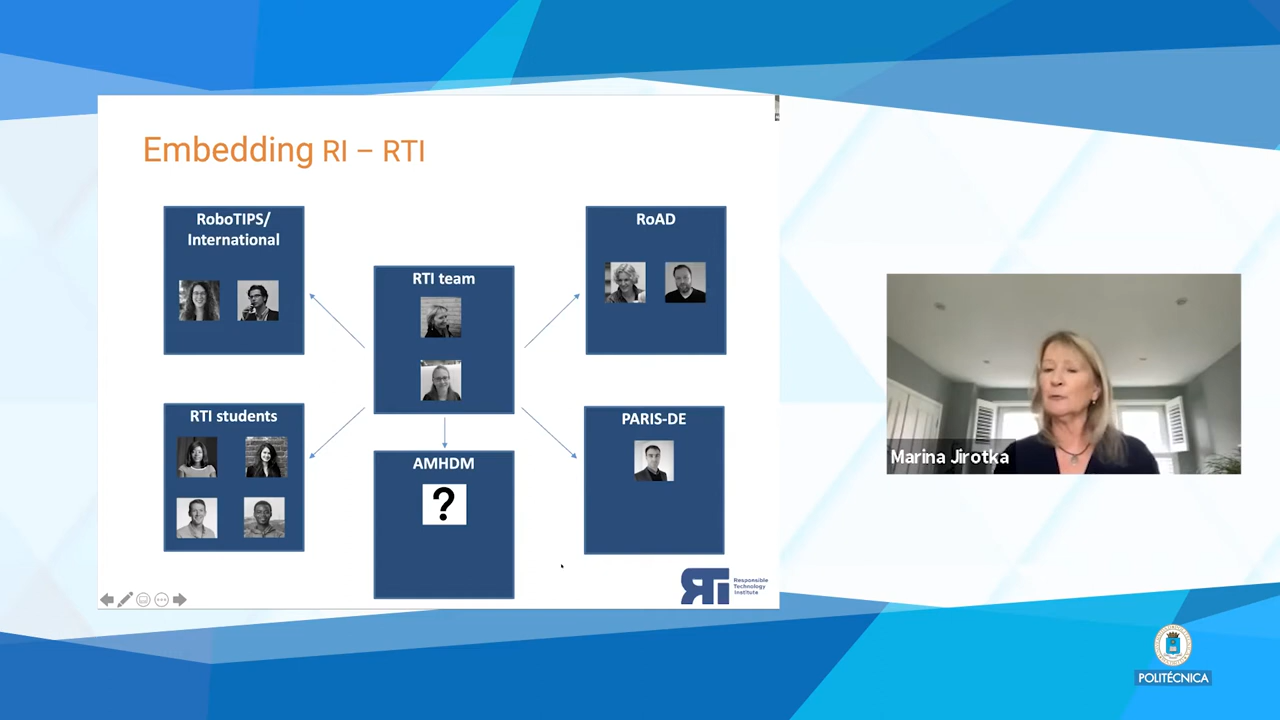 Embedding RI – RTI
RoboTIPS/
International
RTI team
RoAD
RTI students
AMHDM
?
PARIS-DE
RTi
Responsible
Technology
Institute
Marina Jirotka
POLITÉCNICA